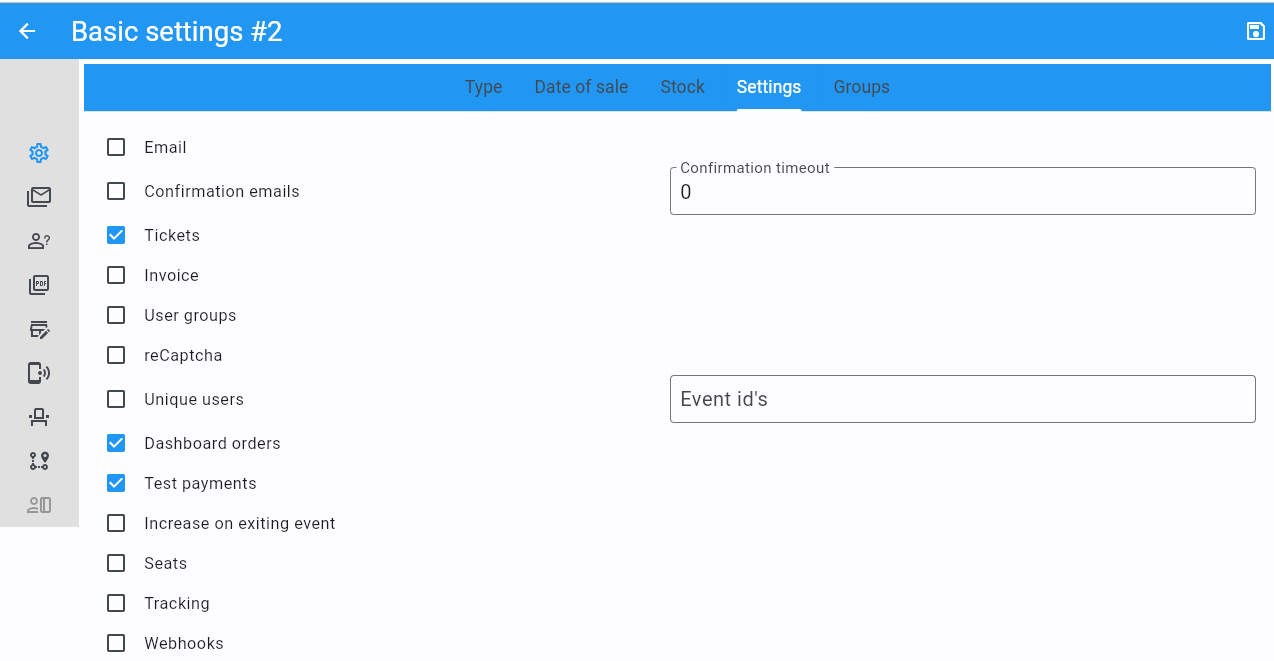 Basic settings #2
Type Date of sale Stock Settings Groups
Email
Confirmation timeout
Confirmation emails 0
Tickets
Invoice
User groups
reCaptcha
Unique users Event id's
Dashboard orders
Test payments
Increase on exiting event
Seats
Tracking
Webhooks
?
PDF